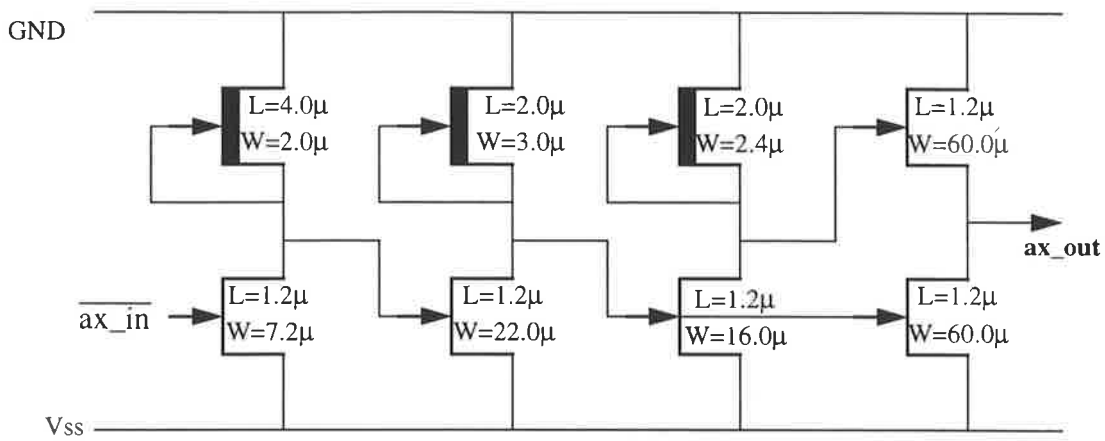 GND
L=4.0µ
W=2.0µ
L=2.0µ
W=3.0µ
L=2.0µ
W=2.4µ
L=1.2µ
W=60.0µ
ax_out
ax_in
L=1.2µ
W=7.2µ
L=1.2µ
W=22.0µ
L=1.2µ
W=16.0µ
L=1.2µ
W=60.0µ
Vss